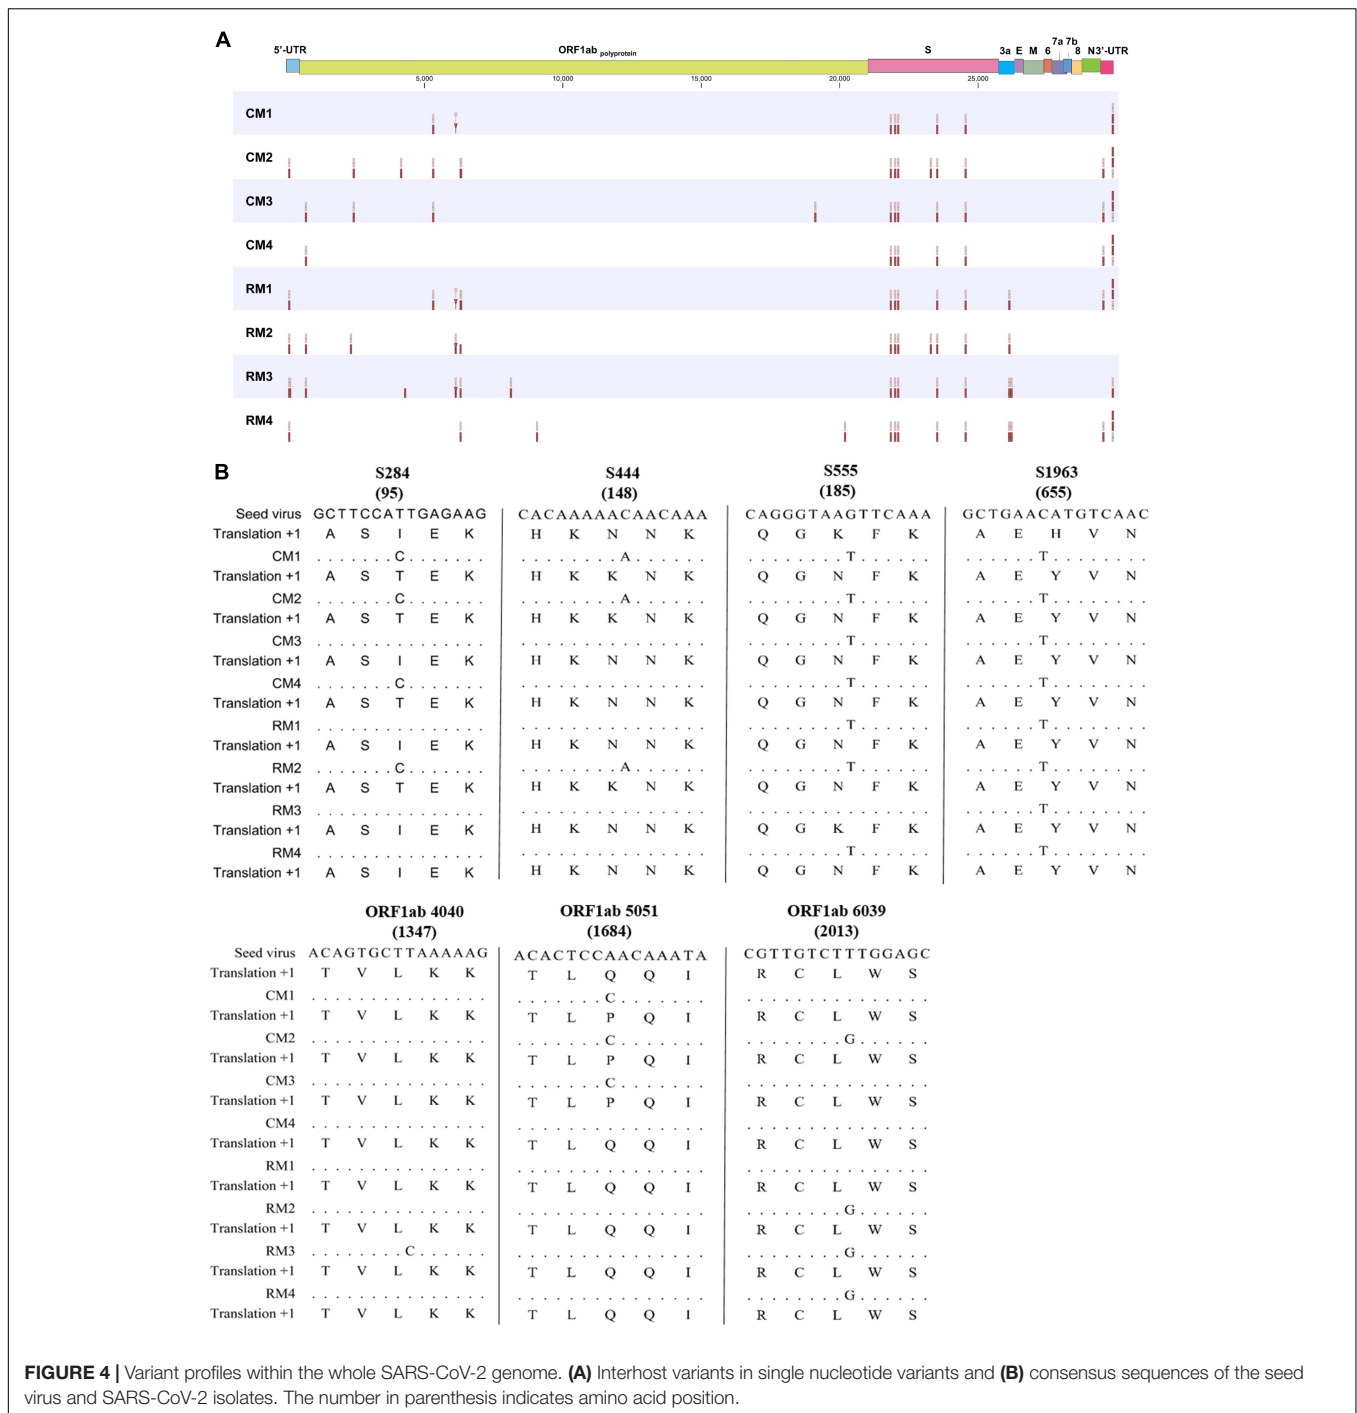 A
5'-UTR ORF1ab polyprotein S 3a E M 6 7a 7b 8 N 3'-UTR
5,000 10,000 15,000 20,000 25,000
CM1
CM2
CM3
CM4
RM1
RM2
RM3
RM4
B
S284 S444 S555 S1963
(95) (148) (185) (655)
Seed virus GCTTCCATTGAGAAG CACAAAAACAACAAA CAGGGTAAGTTCAAA GCTGAACATGTCAAC
Translation +1 A S I E K H K N N K Q G K F K A E H V N
CM1 . . . . . . . C . . . . . . . . . . . . . . . . A . . . . . . . . . . . . . . . T . . . . . . . . . . . . . T . . . . . . . .
Translation +1 A S T E K H K K N K Q G N F K A E Y V N
CM2 . . . . . . . C . . . . . . . . . . . . . . . . A . . . . . . . . . . . . . . . T . . . . . . . . . . . . . T . . . . . . . .
Translation +1 A S T E K H K K N K Q G N F K A E Y V N
CM3 . . . . . . . . . . . . . . . . . . . . . . . . . . . . . . . . . . . . . . . T . . . . . . . . . . . . . T . . . . . . . .
Translation +1 A S I E K H K N N K Q G N F K A E Y V N
CM4 . . . . . . . C . . . . . . . . . . . . . . . . . . . . . . . . . . . . . . . T . . . . . . . . . . . . . T . . . . . . . .
Translation +1 A S T E K H K N N K Q G N F K A E Y V N
RM1 . . . . . . . . . . . . . . . . . . . . . . . . . . . . . . . . . . . . . . . T . . . . . . . . . . . . . T . . . . . . . .
Translation +1 A S I E K H K N N K Q G N F K A E Y V N
RM2 . . . . . . . C . . . . . . . . . . . . . . . . A . . . . . . . . . . . . . . . T . . . . . . . . . . . . . T . . . . . . . .
Translation +1 A S T E K H K K N K Q G N F K A E Y V N
RM3 . . . . . . . . . . . . . . . . . . . . . . . . . . . . . . . . . . . . . . . . . . . . . . . . . . . . . T . . . . . . . .
Translation +1 A S I E K H K N N K Q G K F K A E Y V N
RM4 . . . . . . . . . . . . . . . . . . . . . . . . . . . . . . . . . . . . . . . T . . . . . . . . . . . . . T . . . . . . . .
Translation +1 A S I E K H K N N K Q G N F K A E Y V N
ORF1ab 4040 ORF1ab 5051 ORF1ab 6039
(1347) (1684) (2013)
Seed virus ACAGTGCTTAAAAAG ACACTCCAACAAATA CGTTGTCTTTGGAGC
Translation +1 T V L K K T L Q Q I R C L W S
CM1 . . . . . . . . . . . . . . . . . . . . . . C . . . . . . . . . . . . . . . . . . . . . .
Translation +1 T V L K K T L P Q I R C L W S
CM2 . . . . . . . . . . . . . . . . . . . . . . C . . . . . . . . . . . . . . . G . . . . . .
Translation +1 T V L K K T L P Q I R C L W S
CM3 . . . . . . . . . . . . . . . . . . . . . . C . . . . . . . . . . . . . . . . . . . . . .
Translation +1 T V L K K T L P Q I R C L W S
CM4 . . . . . . . . . . . . . . . . . . . . . . . . . . . . . . . . . . . . . . . . . . . . .
Translation +1 T V L K K T L Q Q I R C L W S
RM1 . . . . . . . . . . . . . . . . . . . . . . . . . . . . . . . . . . . . . . . . . . . . .
Translation +1 T V L K K T L Q Q I R C L W S
RM2 . . . . . . . . . . . . . . . . . . . . . . . . . . . . . . . . . . . . . . G . . . . . .
Translation +1 T V L K K T L Q Q I R C L W S
RM3 . . . . . . . . C . . . . . . . . . . . . . . . . . . . . . . . . . . . . . G . . . . . .
Translation +1 T V L K K T L Q Q I R C L W S
RM4 . . . . . . . . . . . . . . . . . . . . . . . . . . . . . . . . . . . . . . G . . . . . .
Translation +1 T V L K K T L Q Q I R C L W S
FIGURE 4 | Variant profiles within the whole SARS-CoV-2 genome. (A) Interhost variants in single nucleotide variants and (B) consensus sequences of the seed
virus and SARS-CoV-2 isolates. The number in parenthesis indicates amino acid position.